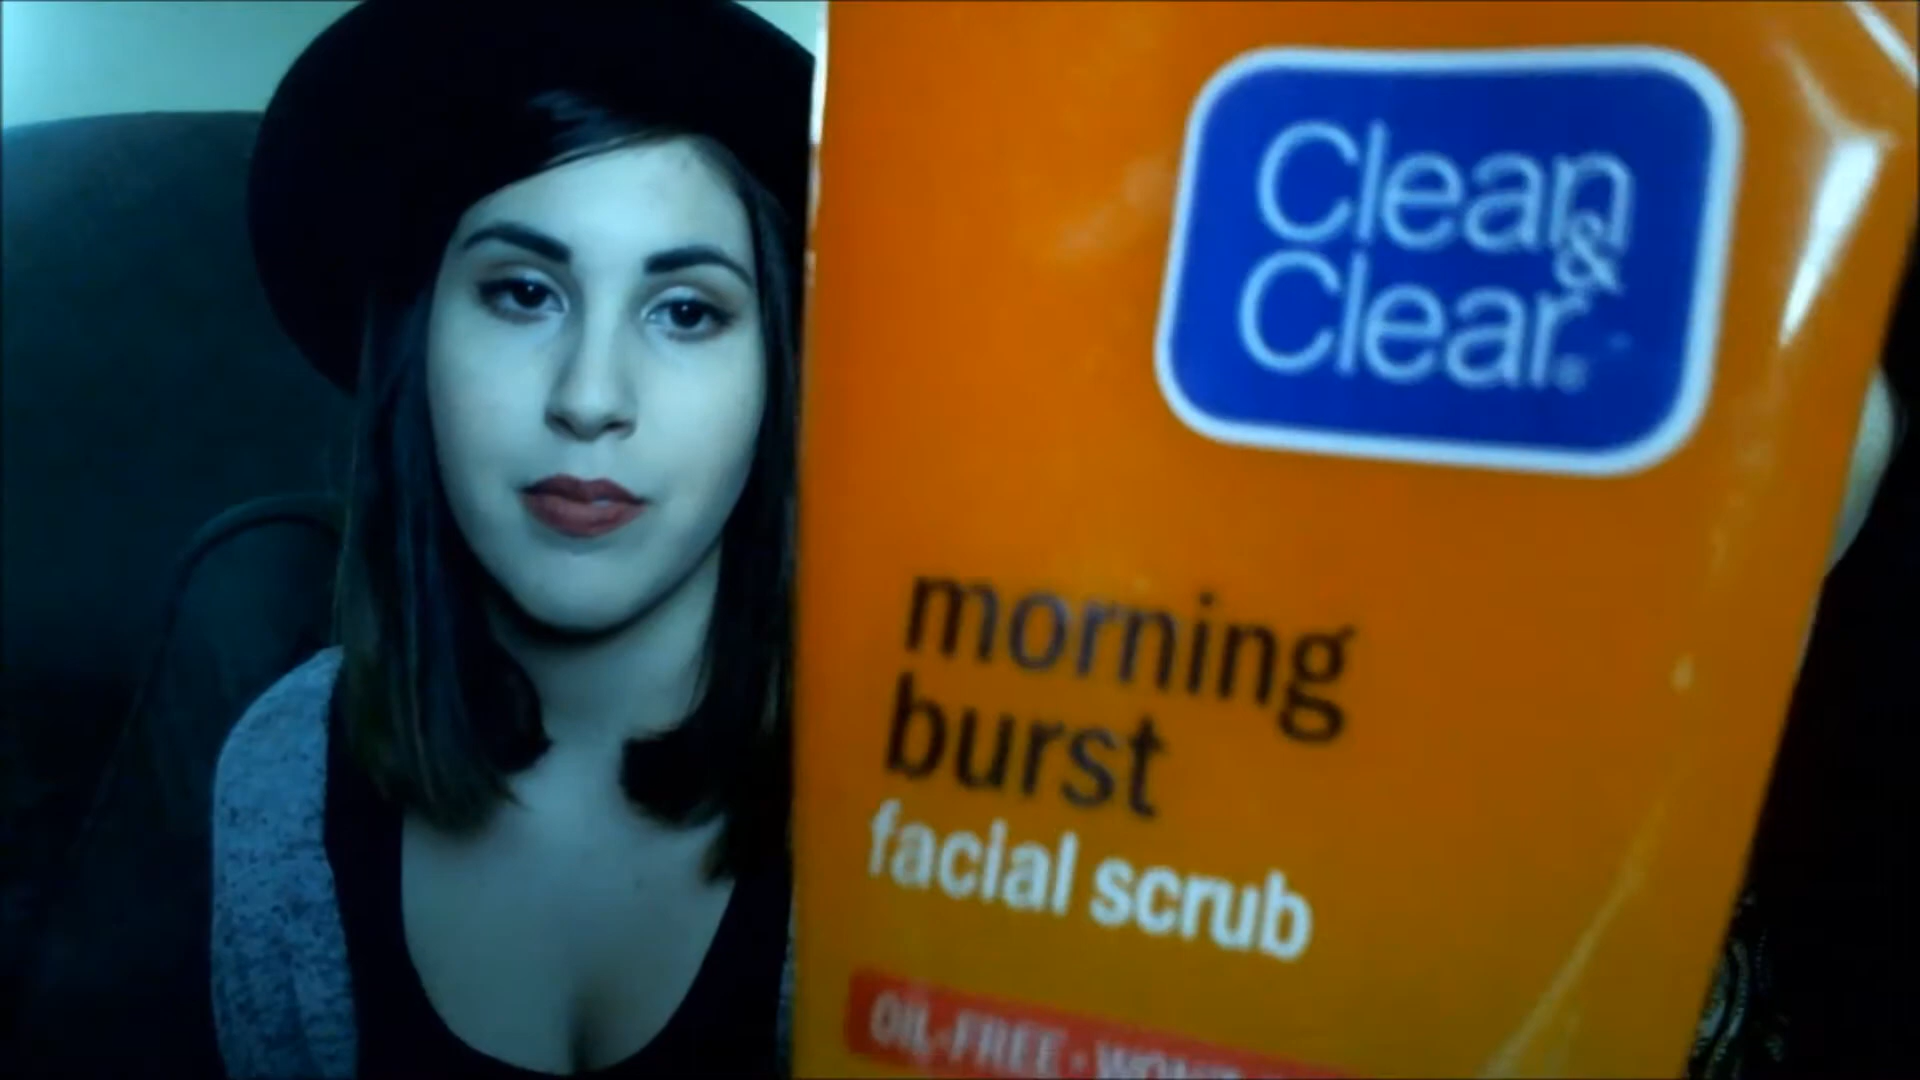 Clean
&
Clear®
morning
burst
facial scrub
OIL-FREE •